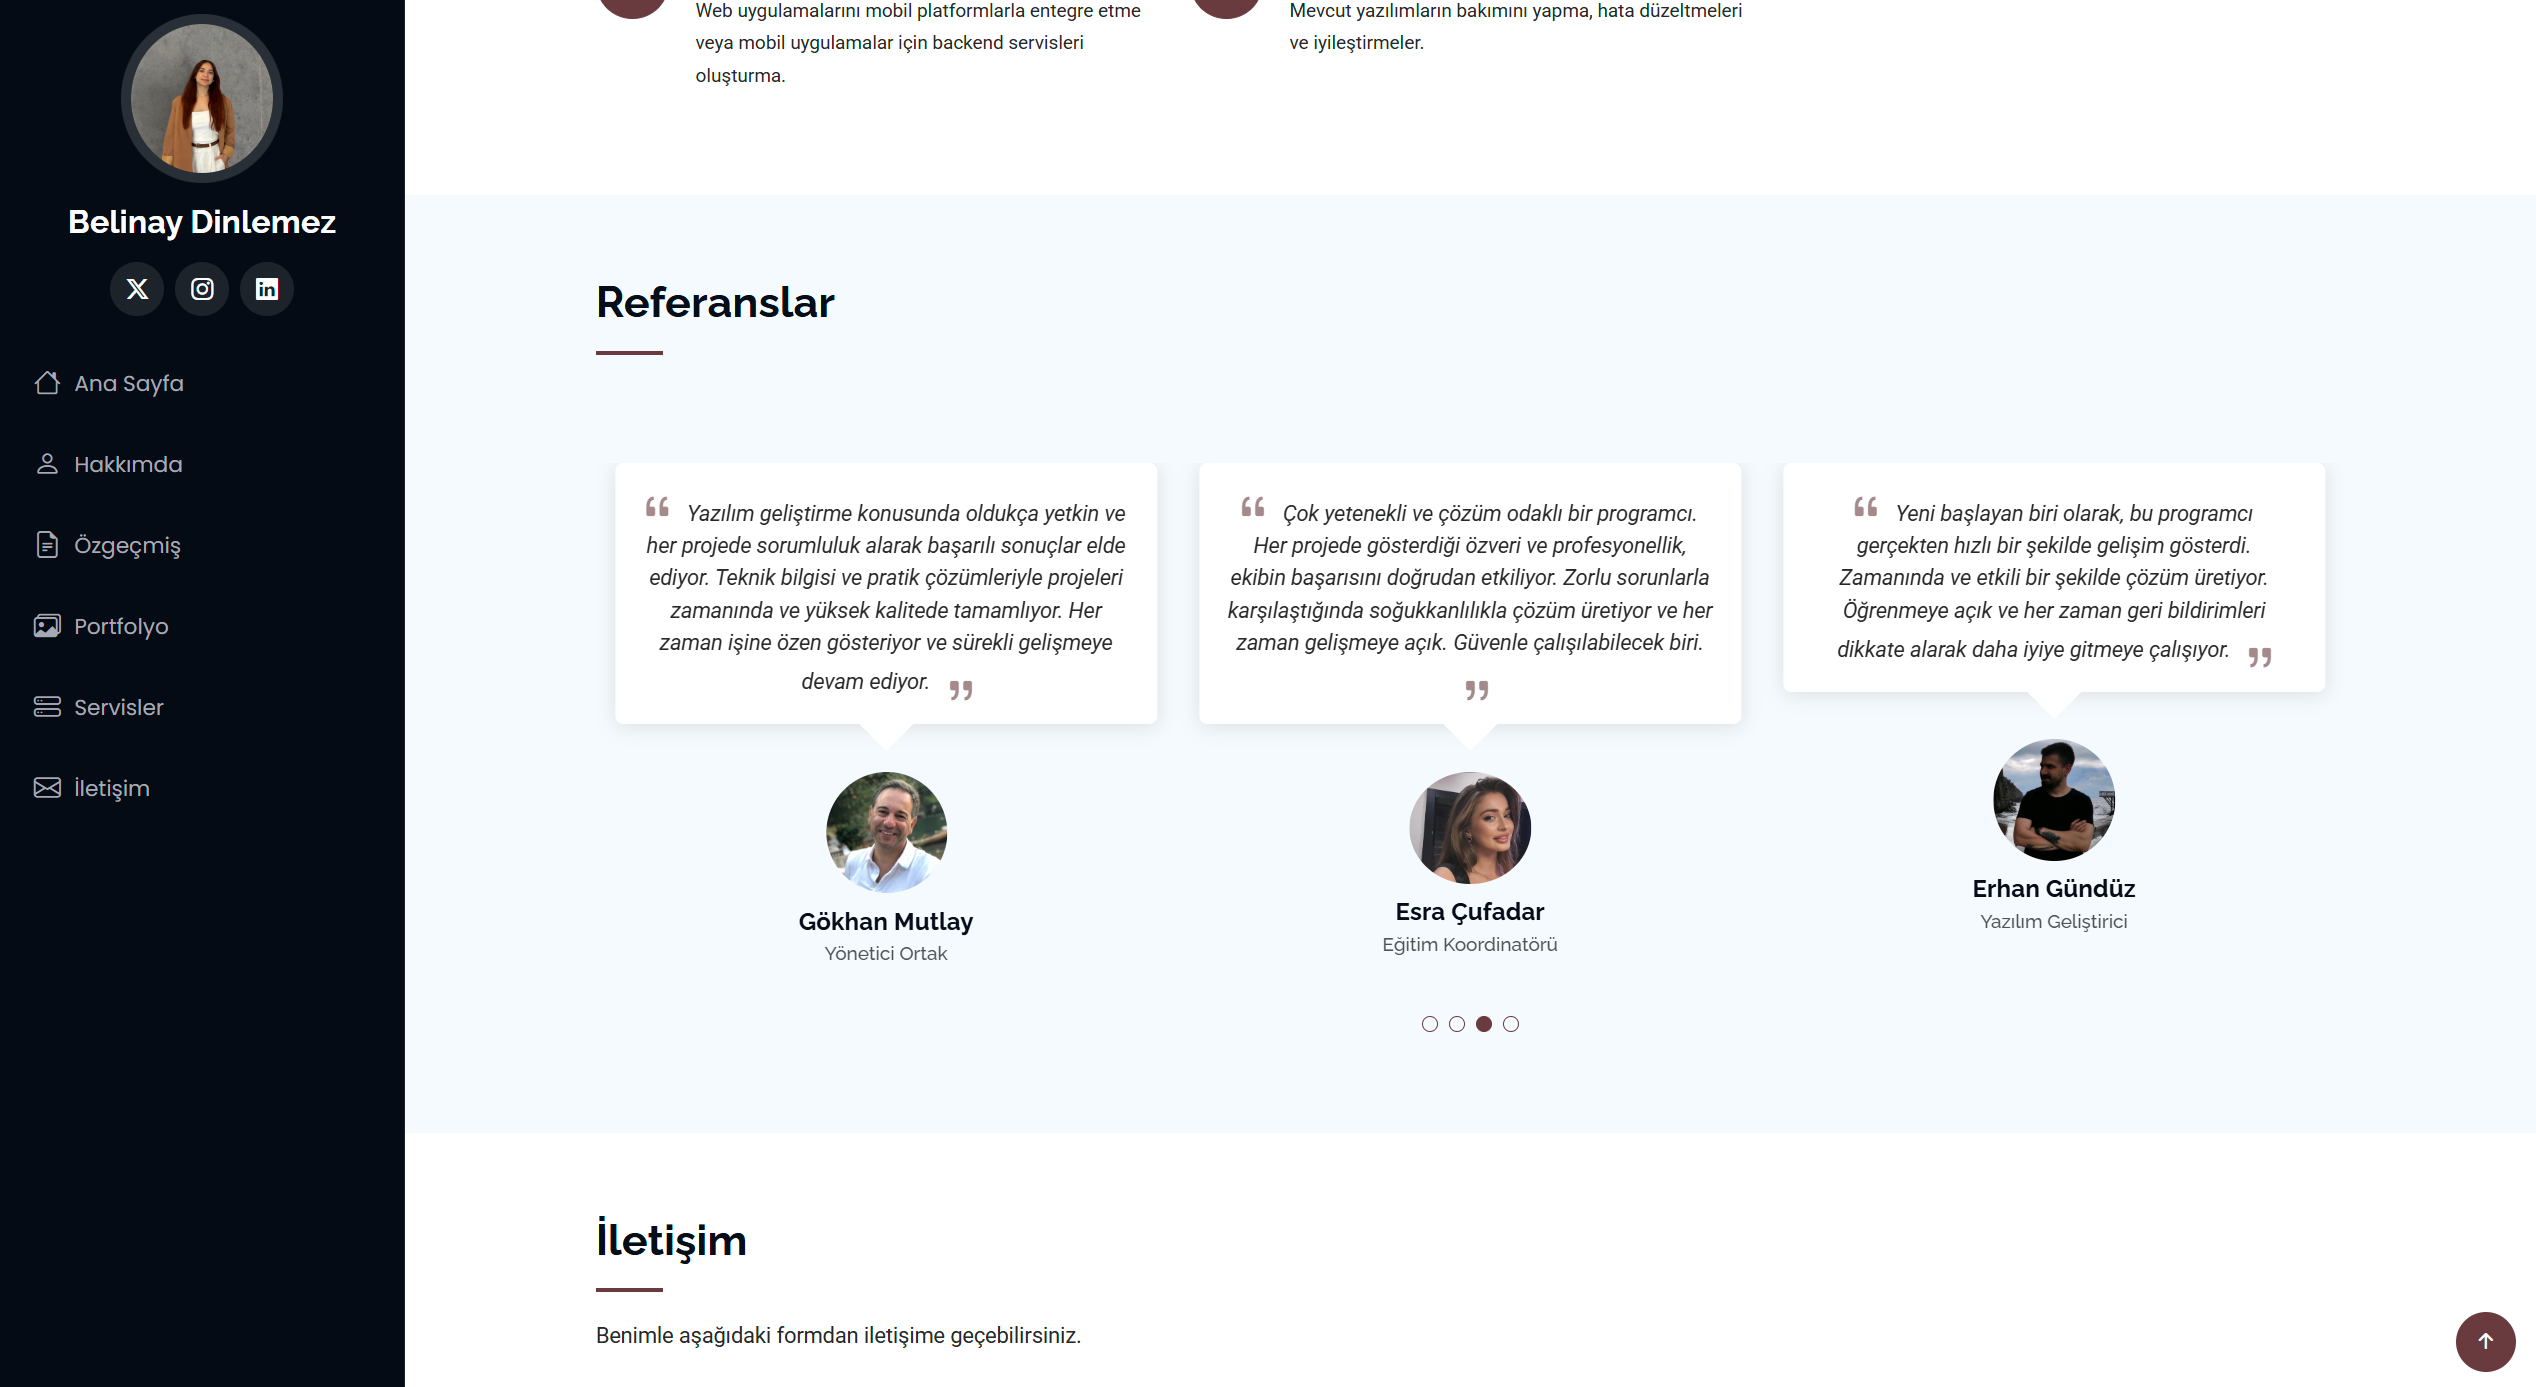 Belinay Dinlemez
Ana Sayfa
Hakkımda
Özgeçmiş
Portfolyo
Servisler
İletişim
Web uygulamalarını mobil platformlarla entegre etme
veya mobil uygulamalar için backend servisleri
oluşturma.
Mevcut yazılımların bakımını yapma, hata düzeltmeleri
ve iyileştirmeler.
Referanslar
“ Yazılım geliştirme konusunda oldukça yetkin ve
her projede sorumluluk alarak başarılı sonuçlar elde
ediyor. Teknik bilgisi ve pratik çözümleriyle projeleri
zamanında ve yüksek kalitede tamamlıyor. Her
zaman işine özen gösteriyor ve sürekli gelişmeye
devam ediyor. ”
Gökhan Mutlay
Yönetici Ortak
“ Çok yetenekli ve çözüm odaklı bir programcı.
Her projede gösterdiği özveri ve profesyonellik,
ekibin başarısını doğrudan etkiliyor. Zorlu sorunlarla
karşılaştığında soğukkanlılıkla çözüm üretiyor ve her
zaman gelişmeye açık. Güvenle çalışılabilecek biri.
”
Esra Çufadar
Eğitim Koordinatörü
“ Yeni başlayan biri olarak, bu programcı
gerçekten hızlı bir şekilde gelişim gösterdi.
Zamanında ve etkili bir şekilde çözüm üretiyor.
Öğrenmeye açık ve her zaman geri bildirimleri
dikkate alarak daha iyiye gitmeye çalışıyor. ”
Erhan Gündüz
Yazılım Geliştirici
İletişim
Benimle aşağıdaki formdan iletişime geçebilirsiniz.